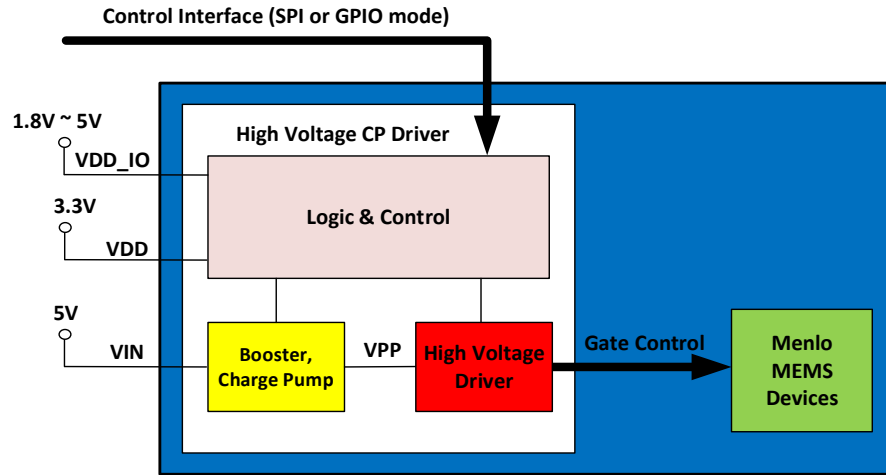 Control Interface (SPI or GPIO mode)
1.8V ~ 5V
VDD_IO
High Voltage CP Driver
Logic & Control
3.3V
VDD
5V
VIN
Booster,
Charge Pump
VPP
High Voltage
Driver
Gate Control
Menlo
MEMS
Devices